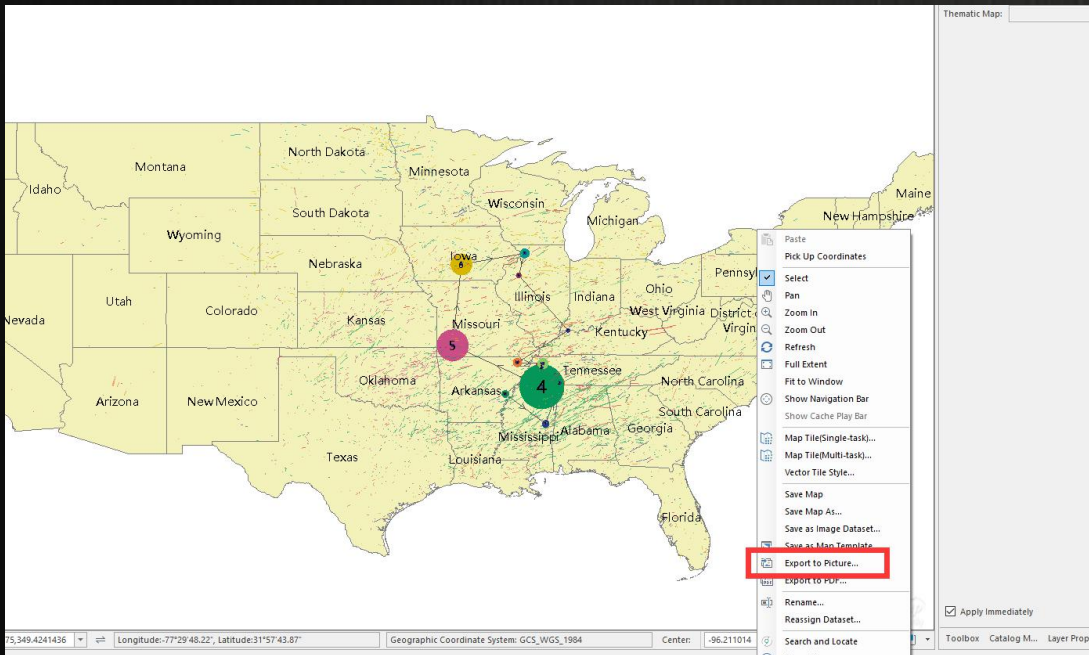 Thematic Map:
Montana
North Dakota
Minnesota
Idaho
South Dakota
Wisconsin
Michigan
Maine
New Hampshire
Wyoming
Iowa
6
Nebraska
Pennsyl
Utah
Colorado
Illinois
Indiana
Ohio
West Virginia
District
Virgin
Nevada
Kansas
Missouri
5
Kentucky
Oklahoma
Arkansas
4
Tennessee
North Carolina
Arizona
New Mexico
South Carolina
Mississippi
Alabama
Georgia
Texas
Louisiana
Florida
Paste
Pick Up Coordinates
Select
Pan
Zoom In
Zoom Out
Refresh
Full Extent
Fit to Window
Show Navigation Bar
Show Cache Play Bar
Map Tile(Single-task)...
Map Tile(Multi-task)...
Vector Tile Style...
Save Map
Save Map As...
Save as Image Dataset...
Save as Map Template
Export to Picture...
Export to PDF...
Rename...
Reassign Dataset...
Search and Locate
Apply Immediately
75,349.4241436
Longitude:-77°29'48.22", Latitude:31°57'43.87"
Geographic Coordinate System: GCS_WGS_1984
Center:
-96.211014
Toolbox
Catalog M...
Layer Prop